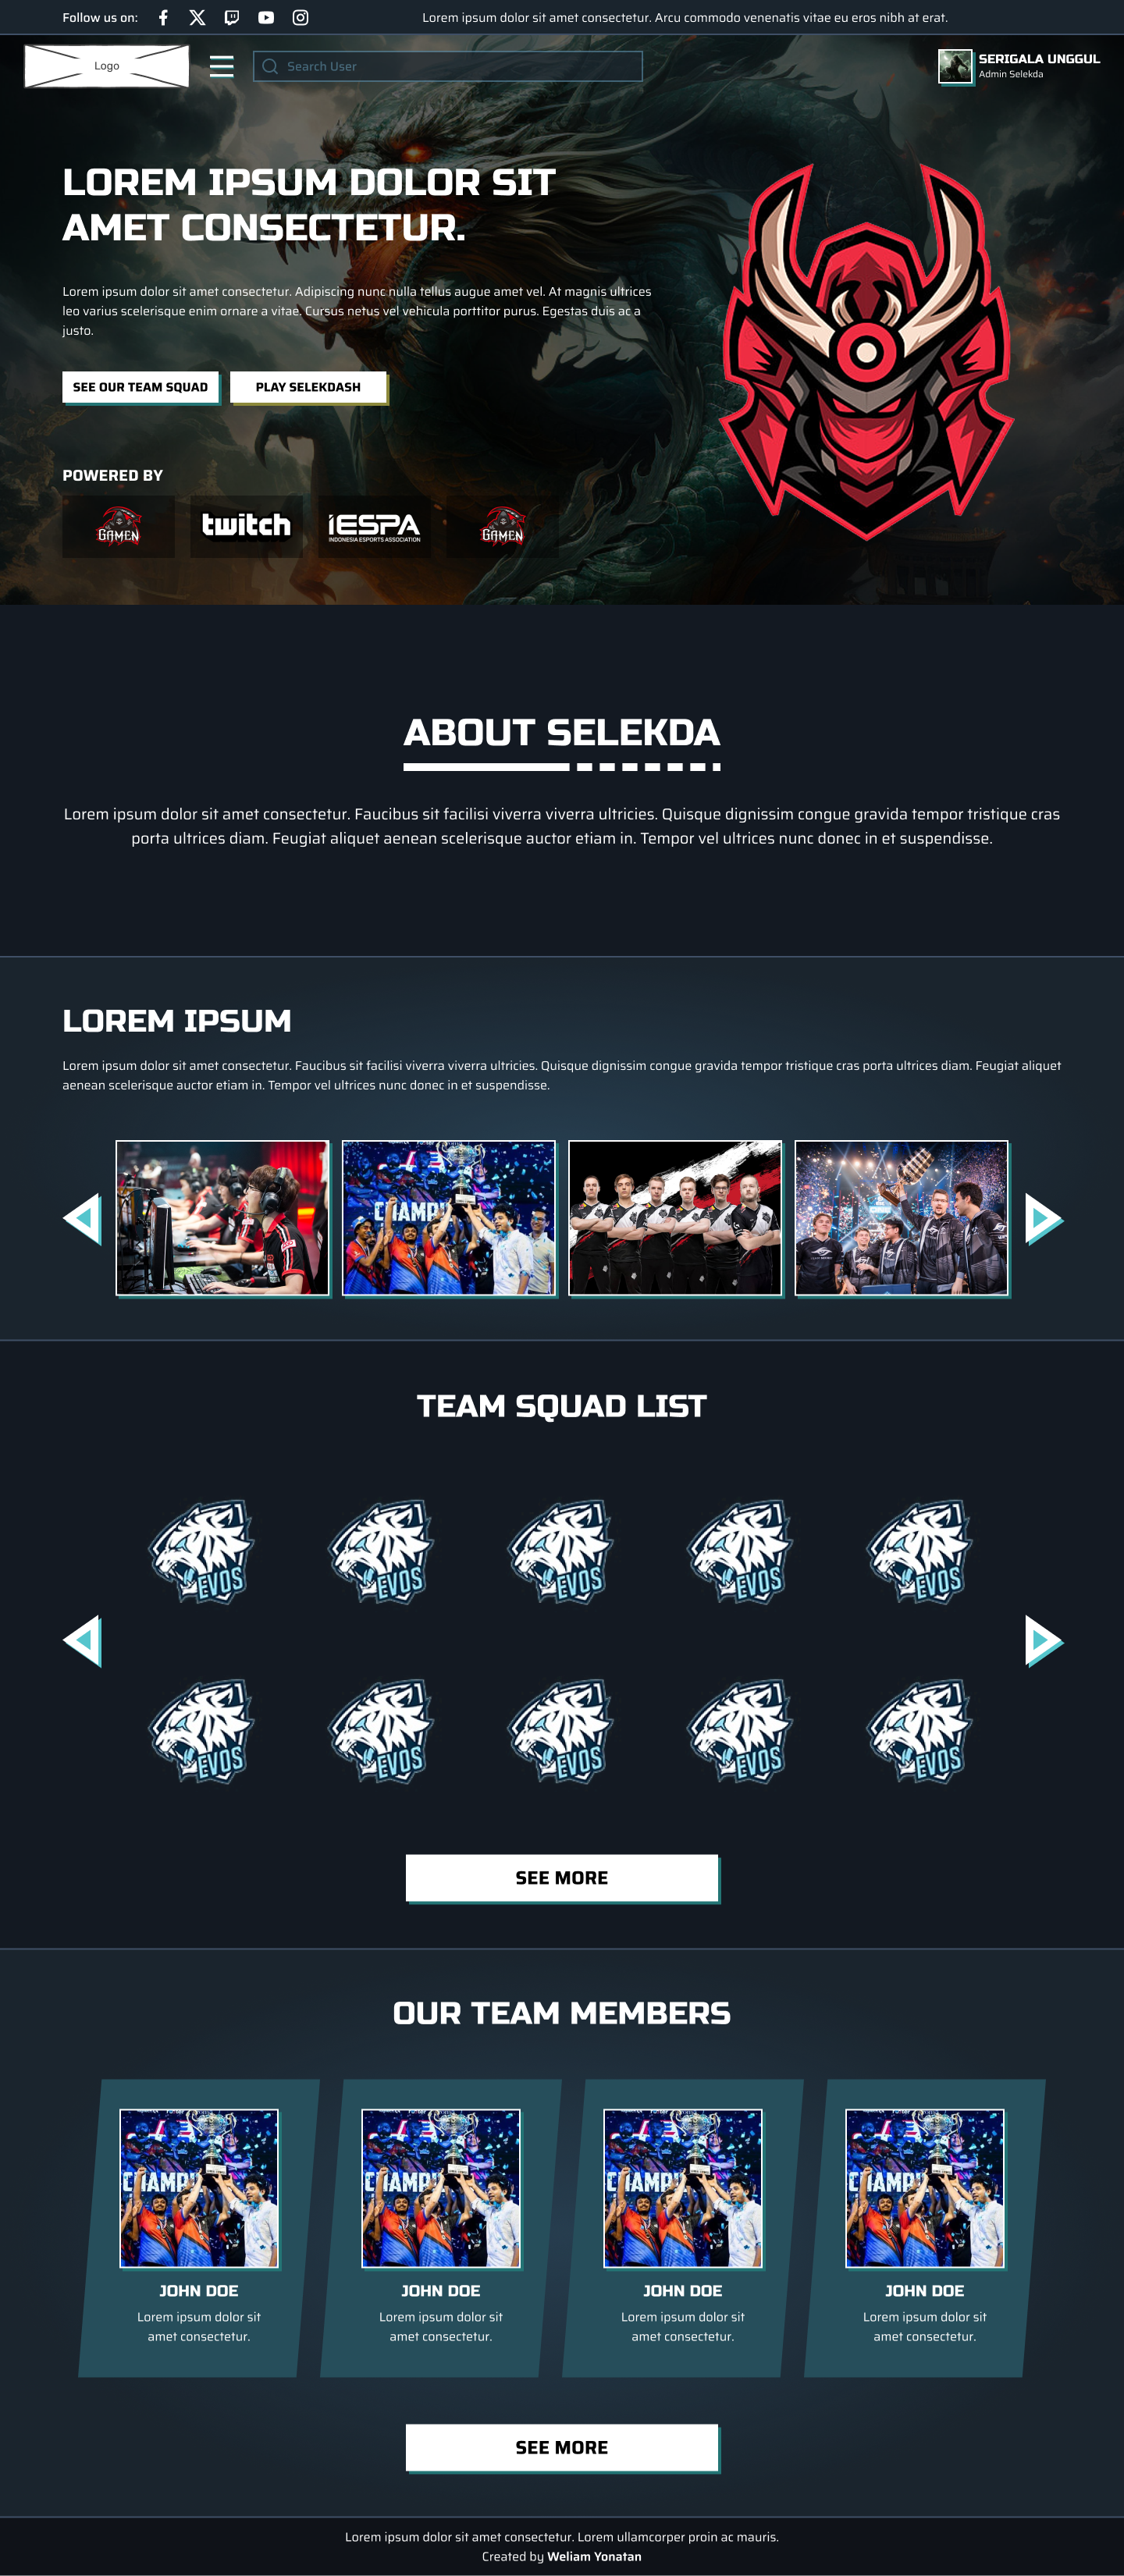 Follow us on:
Lorem ipsum dolor sit amet consectetur. Arcu commodo venenatis vitae eu eros nibh at erat.
Logo
Search User
SERIGALA UNGGUL
Admin Selekda
LOREM IPSUM DOLOR SIT
AMET CONSECTETUR.
Lorem ipsum dolor sit amet consectetur. Adipiscing nunc nulla tellus augue amet vel. At magnis ultrices
leo varius scelerisque enim ornare a vitae. Cursus netus vel vehicula porttitor purus. Egestas duis ac a
justo.
SEE OUR TEAM SQUAD
PLAY SELEKDASH
POWERED BY
GAMEN
twitch
IESPA
INDONESIA ESPORTS ASSOCIATION
GAMEN
ABOUT SELEKDA
Lorem ipsum dolor sit amet consectetur. Faucibus sit facilisi viverra viverra ultricies. Quisque dignissim congue gravida tempor tristique cras
porta ultrices diam. Feugiat aliquet aenean scelerisque auctor etiam in. Tempor vel ultrices nunc donec in et suspendisse.
LOREM IPSUM
Lorem ipsum dolor sit amet consectetur. Faucibus sit facilisi viverra viverra ultricies. Quisque dignissim congue gravida tempor tristique cras porta ultrices diam. Feugiat aliquet
aenean scelerisque auctor etiam in. Tempor vel ultrices nunc donec in et suspendisse.
CHAMPI
TEAM SQUAD LIST
EVOS
EVOS
EVOS
EVOS
EVOS
EVOS
EVOS
EVOS
EVOS
EVOS
SEE MORE
OUR TEAM MEMBERS
CHAMPI
CHAMPI
CHAMPI
CHAMPI
JOHN DOE
Lorem ipsum dolor sit
amet consectetur.
JOHN DOE
Lorem ipsum dolor sit
amet consectetur.
JOHN DOE
Lorem ipsum dolor sit
amet consectetur.
JOHN DOE
Lorem ipsum dolor sit
amet consectetur.
SEE MORE
Lorem ipsum dolor sit amet consectetur. Lorem ullamcorper proin ac mauris.
Created by Weliam Yonatan